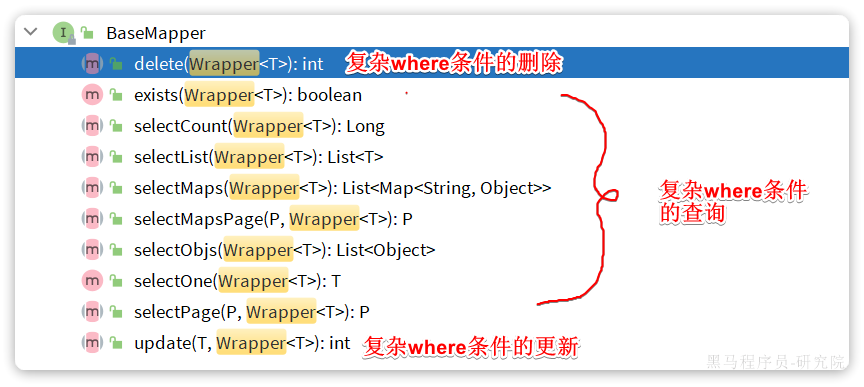 BaseMapper
delete(Wrapper<T>): int 复杂where条件的删除
exists(Wrapper<T>): boolean
selectCount(Wrapper<T>): Long
selectList(Wrapper<T>): List<T>
selectMaps(Wrapper<T>): List<Map<String, Object>>
复杂where条件
的查询
selectMapsPage(P, Wrapper<T>): P
selectObjs(Wrapper<T>): List<Object>
selectOne(Wrapper<T>): T
selectPage(P, Wrapper<T>): P
update(T, Wrapper<T>): int 复杂where条件的更新
黑马程序员-研究院